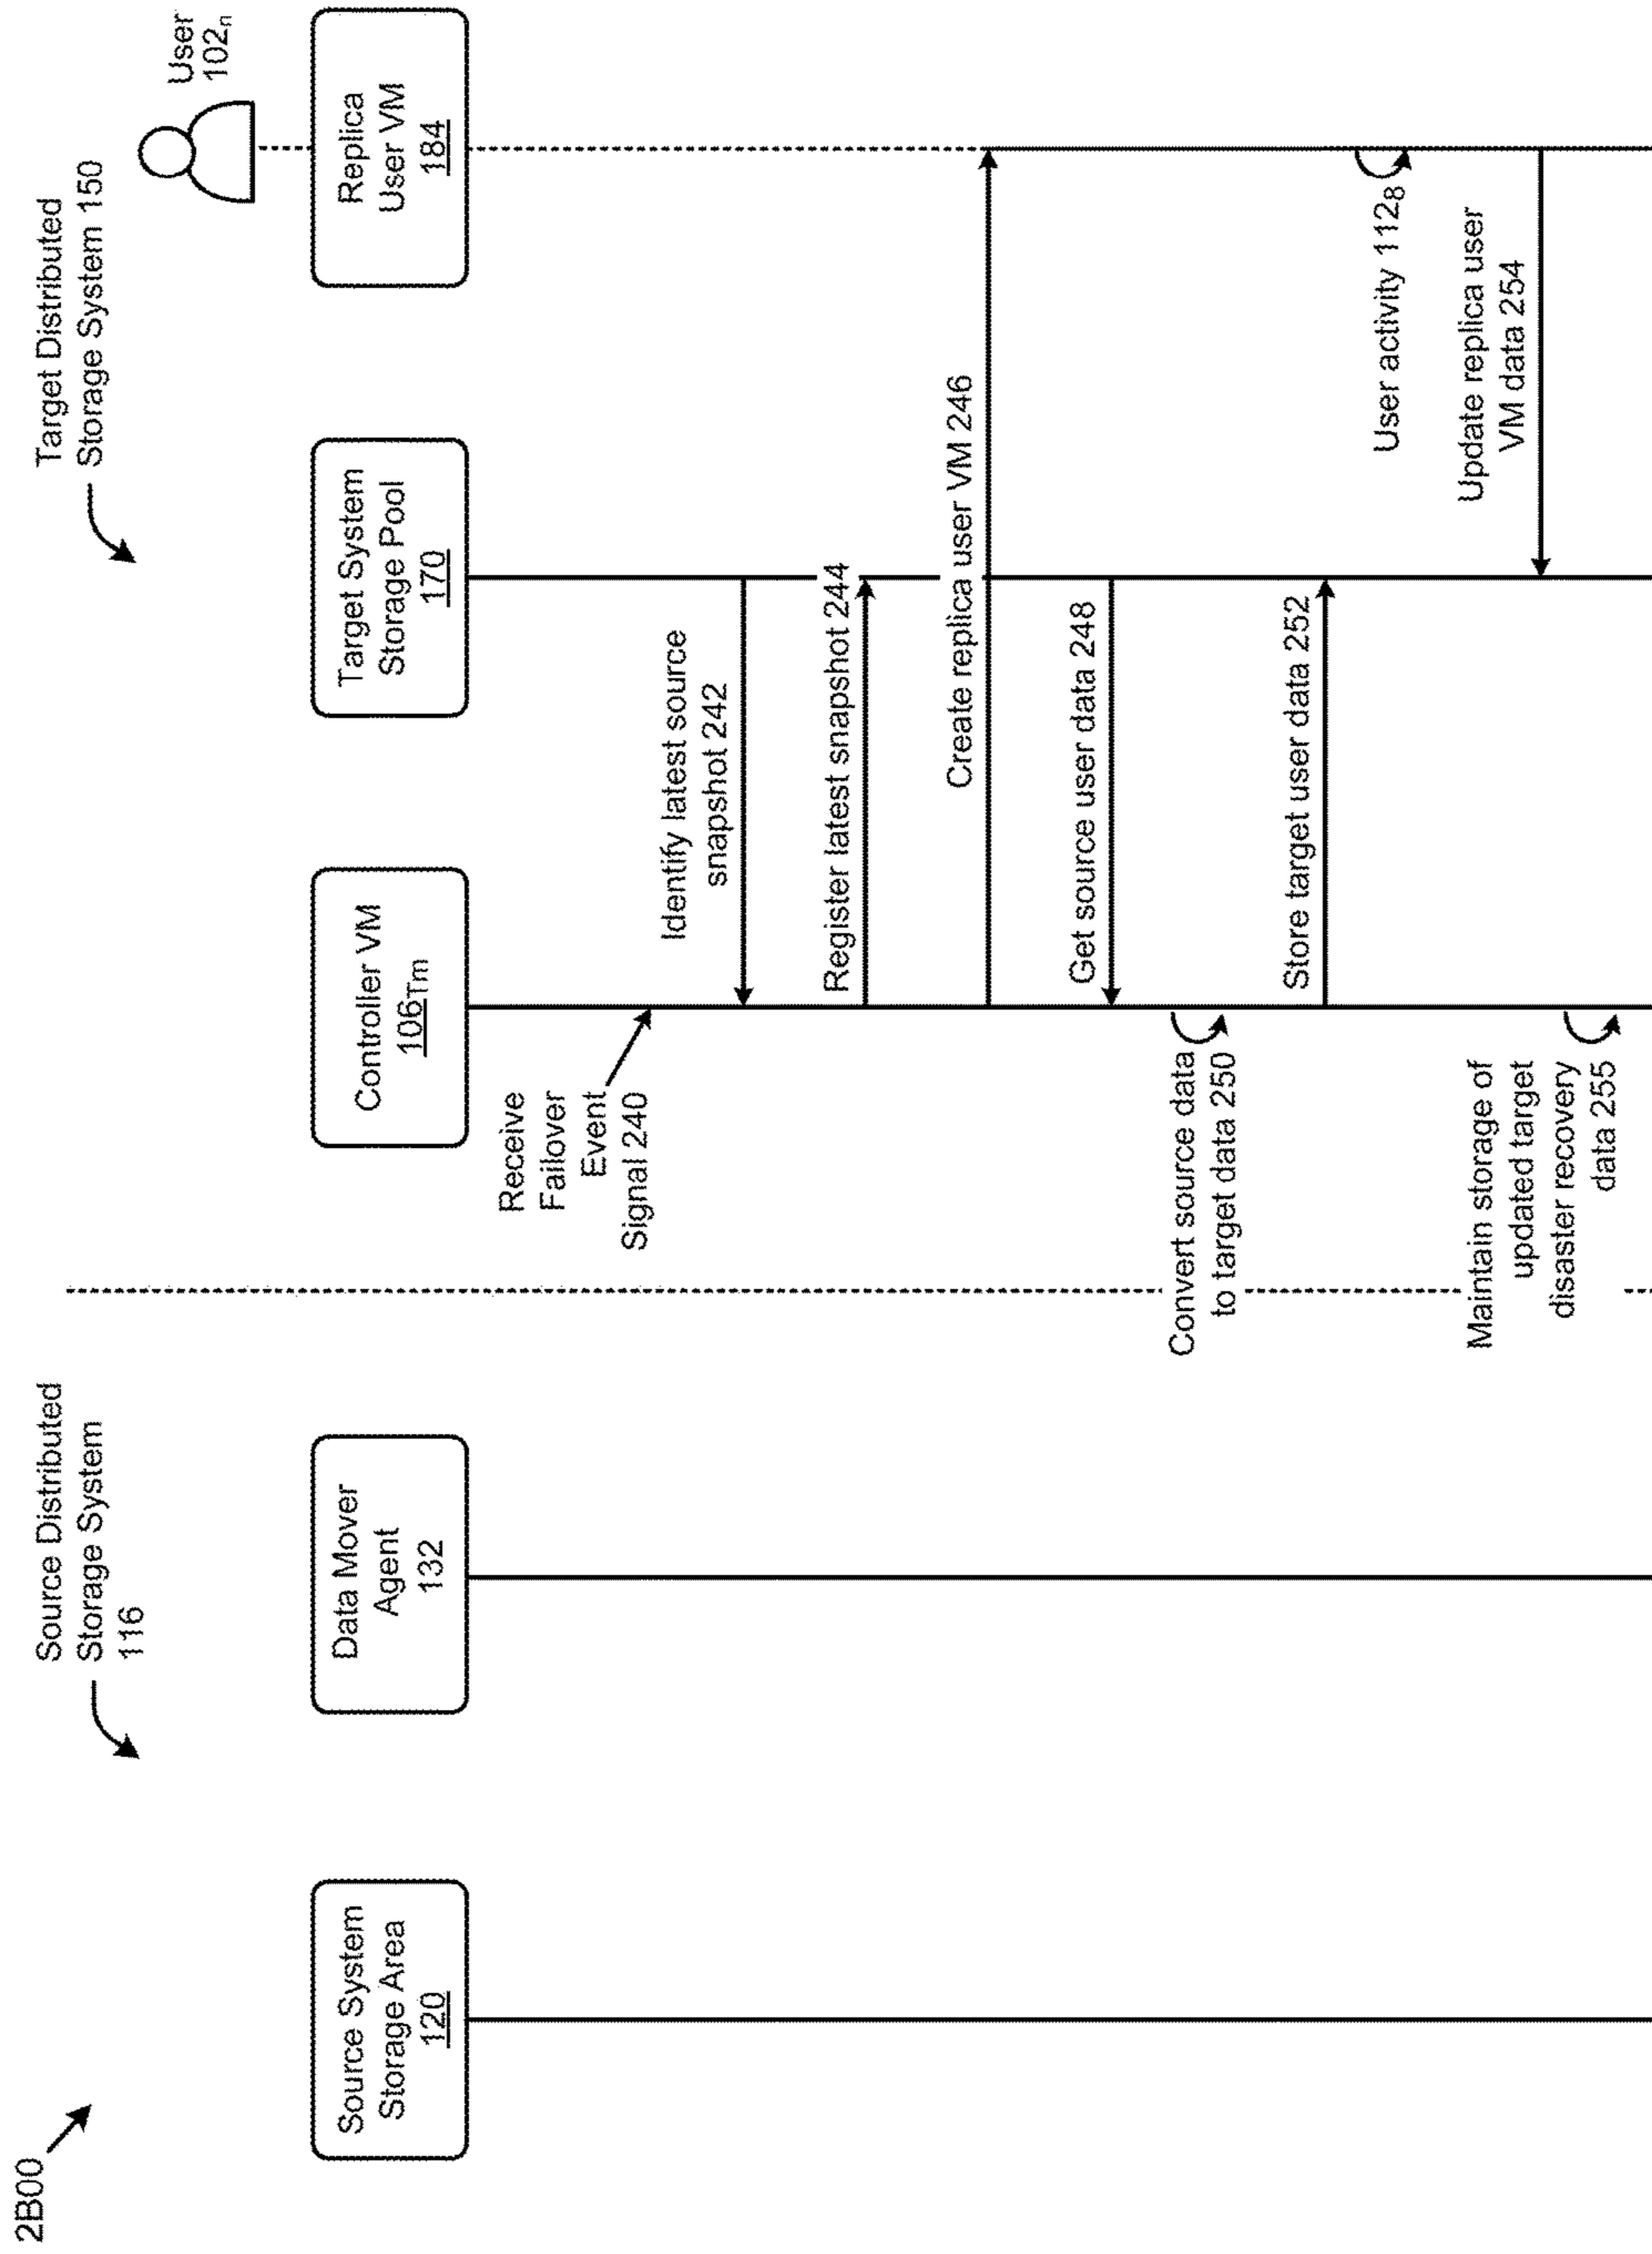 2B00
Source Distributed
Storage System
116
Target Distributed
Storage System 150
User
102n
Source System
Storage Area
120
Data Mover
Agent
132
Controller VM
106Tm
Target System
Storage Pool
170
Replica
User VM
184
Receive
Failover
Event
Signal 240
Identify latest source
snapshot 242
Register latest snapshot 244
Create replica user VM 246
Get source user data 248
Convert source data
to target data 250
Store target user data 252
User activity 1128
Update replica user
VM data 254
Maintain storage of
updated target
disaster recovery
data 255